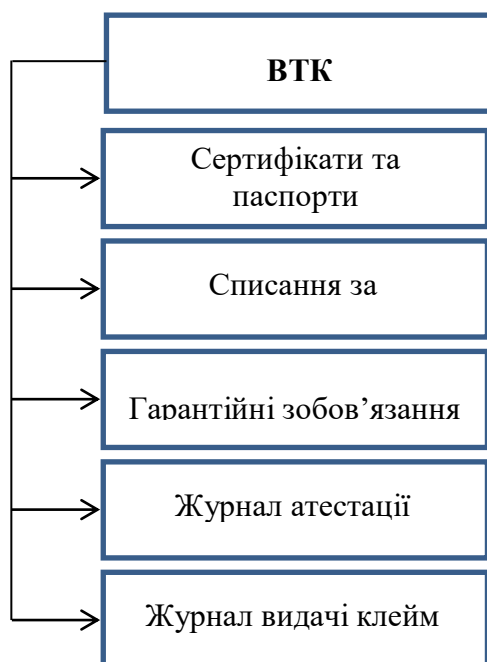 ВТК
Сертифікати та
паспорти
Списання за
Гарантійні зобов’язання
Журнал атестації
Журнал видачі клейм